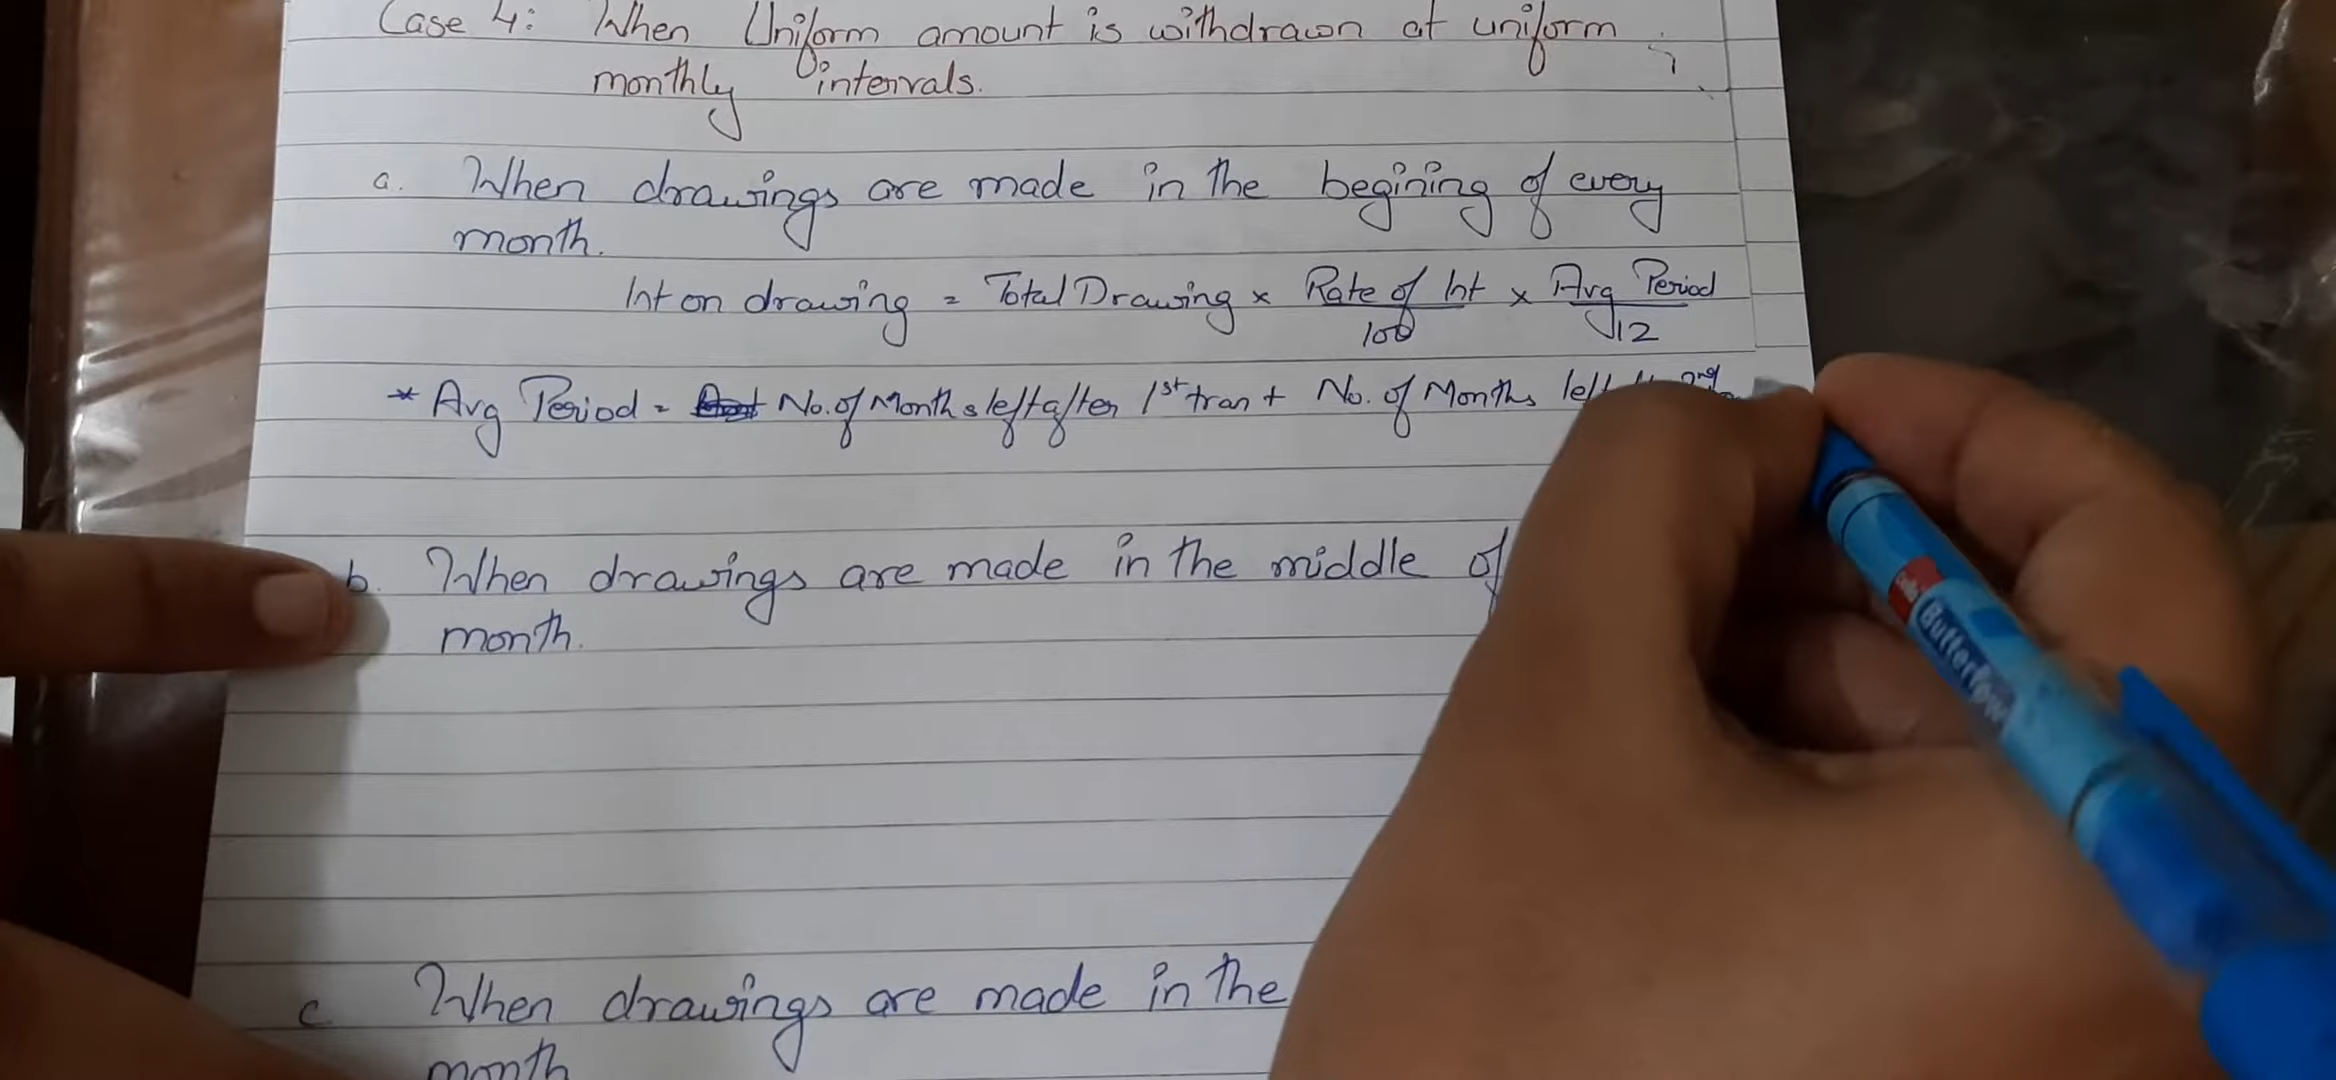 Case 4: When Uniform amount is withdrawn at uniform
monthly intervals.
a. When drawings are made in the begining of every
month.
Int on drawing = Total Drawing × Rate of Int × Avg Period
100 12
* Avg Period = No. of Months left after 1st tran + No. of Months
b. When drawings are made in the middle of
month.
c. When drawings are made in the
month
Butterflow